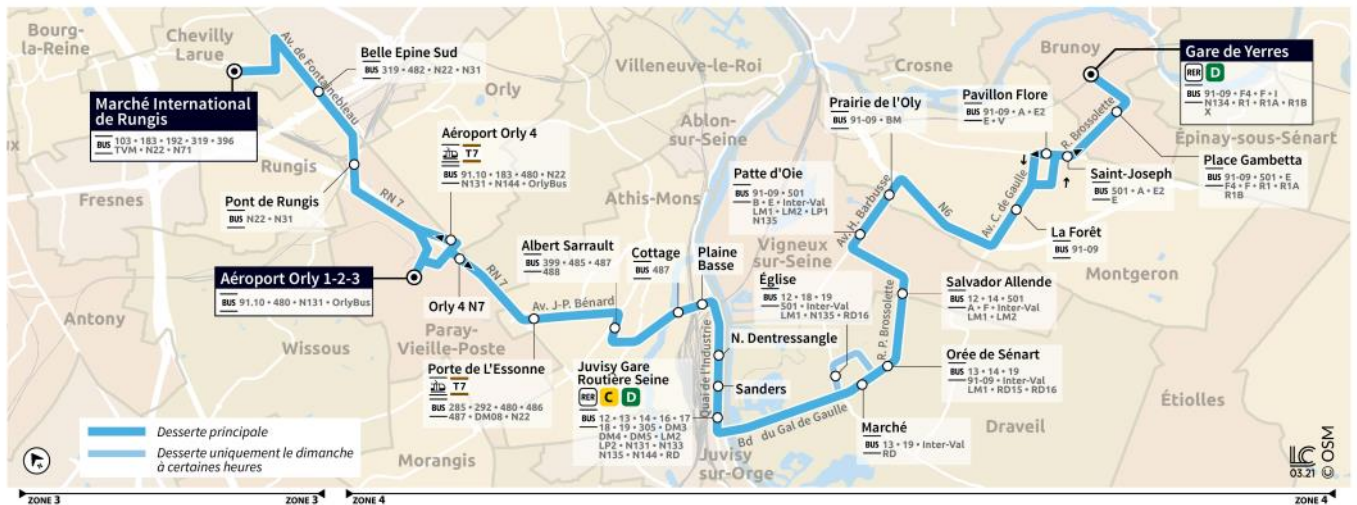 Bourg-
la-Reine
Chevilly
Larue
Av. de Fontainebleau
Belle Epine Sud
BUS 319 • 482 • N22 • N31
Marché International
de Rungis
BUS 103 • 183 • 192 • 319 • 396
TVM • N22 • N71
Rungis
Orly
Fresnes
Pont de Rungis
BUS N22 • N31
RN 7
Aéroport Orly 4
T7
BUS 91.10 • 183 • 480 • N22
N131 • N144 • OrlyBus
Aéroport Orly 1-2-3
BUS 91.10 • 480 • N131 • OrlyBus
Orly 4 N7
RN 7
Antony
Wissous
Paray-
Vieille-Poste
Villeneuve-le-Roi
Ablon-
sur-Seine
Athis-Mons
Albert Sarrault
BUS 399 • 485 • 487
488
Av. J-P. Bénard
Cottage
BUS 487
Plaine
Basse
Porte de L'Essonne
T7
BUS 285 • 292 • 480 • 486
487 • DM08 • N22
Morangis
Juvisy Gare
Routière Seine
RER C D
BUS 12 • 13 • 14 • 16 • 17
18 • 19 • 305 • DM3
DM4 • DM5 • LM2
LP2 • N131 • N133
N135 • N144 • RD
Quai de l'Industrie
N. Dentressangle
Sanders
Juvisy
sur-Orge
Bd du Gal de Gaulle
Marché
BUS 13 • 19 • Inter-Val
RD
Église
BUS 12 • 18 • 19
501 • Inter-Val
LM1 • N135 • RD16
Vigneux
sur-Seine
Draveil
Orée de Sénart
BUS 13 • 14 • 19
91-09 • Inter-Val
LM1 • RD15 • RD16
R. P. Brossolette
Salvador Allende
BUS 12 • 14 • 501
A • F • Inter-Val
LM1 • LM2
Patte d'Oie
BUS 91-09 • 501
B • E • Inter-Val
LM1 • LM2 • LP1
N135
Av. H. Barbusse
Prairie de l'Oly
BUS 91-09 • BM
Crosne
N6
Av. C. de Gaulle
La Forêt
BUS 91-09
Montgeron
Pavillon Flore
BUS 91-09 • A • E2
E • V
Saint-Joseph
BUS 501 • A • E2
E
R. Brossolette
Place Gambetta
BUS 91-09 • 501 • E
F4 • F • R1 • R1A
R1B
Brunoy
Épinay-sous-Sénart
Gare de Yerres
RER D
BUS 91-09 • F4 • F • I
N134 • R1 • R1A • R1B
X
Étiolles
Desserte principale
Desserte uniquement le dimanche
à certaines heures
LC
03.21
© OSM
ZONE 3
ZONE 3
ZONE 4
ZONE 4